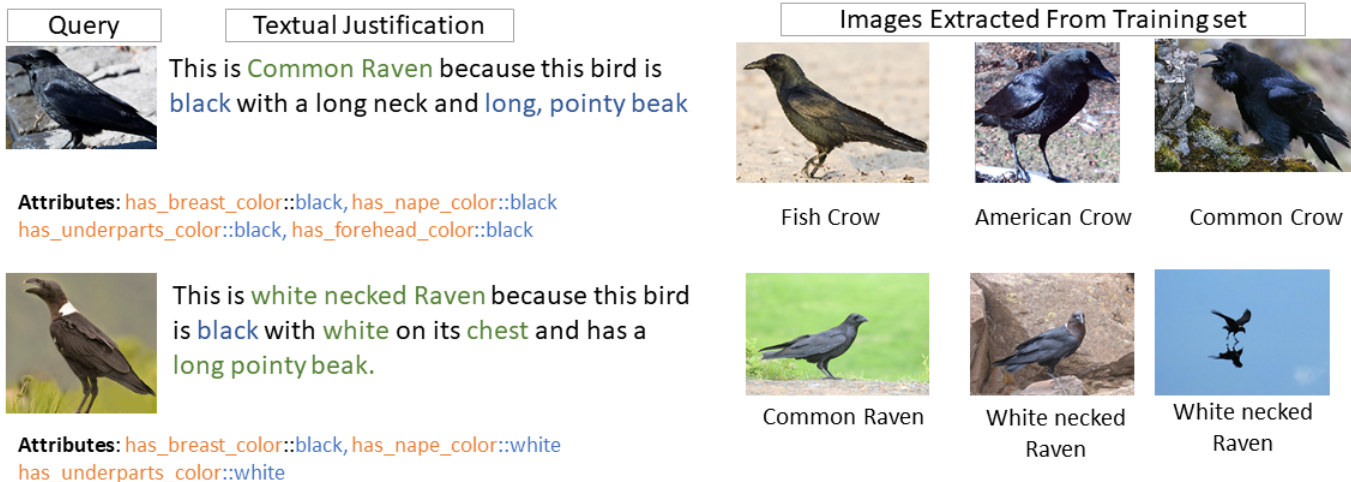 Query
Textual Justification
Images Extracted From Training set
This is Common Raven because this bird is
black with a long neck and long, pointy beak
Attributes: has_breast_color::black, has_nape_color::black
has_underparts_color::black, has_forehead_color::black
Fish Crow
American Crow
Common Crow
This is white necked Raven because this bird
is black with white on its chest and has a
long pointy beak.
Attributes: has_breast_color::black, has_nape_color::white
has_underparts_color::white
Common Raven
White necked
Raven
White necked
Raven